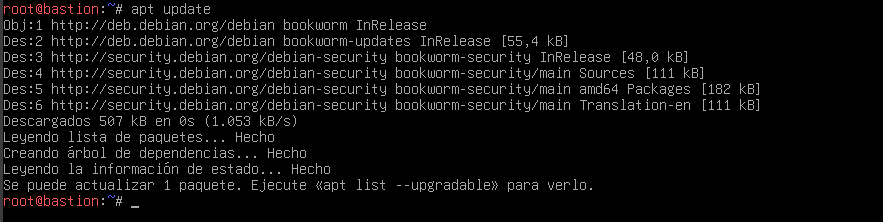 root@bastion:~# apt update
Obj:1 http://deb.debian.org/debian bookworm InRelease
Des:2 http://deb.debian.org/debian bookworm-updates InRelease [55,4 kB]
Des:3 http://security.debian.org/debian-security bookworm-security InRelease [48,0 kB]
Des:4 http://security.debian.org/debian-security bookworm-security/main Sources [111 kB]
Des:5 http://security.debian.org/debian-security bookworm-security/main amd64 Packages [182 kB]
Des:6 http://security.debian.org/debian-security bookworm-security/main Translation-en [111 kB]
Descargados 507 kB en 0s (1.053 kB/s)
Leyendo lista de paquetes... Hecho
Creando árbol de dependencias... Hecho
Leyendo la información de estado... Hecho
Se puede actualizar 1 paquete. Ejecute «apt list --upgradable» para verlo.
root@bastion:~# _